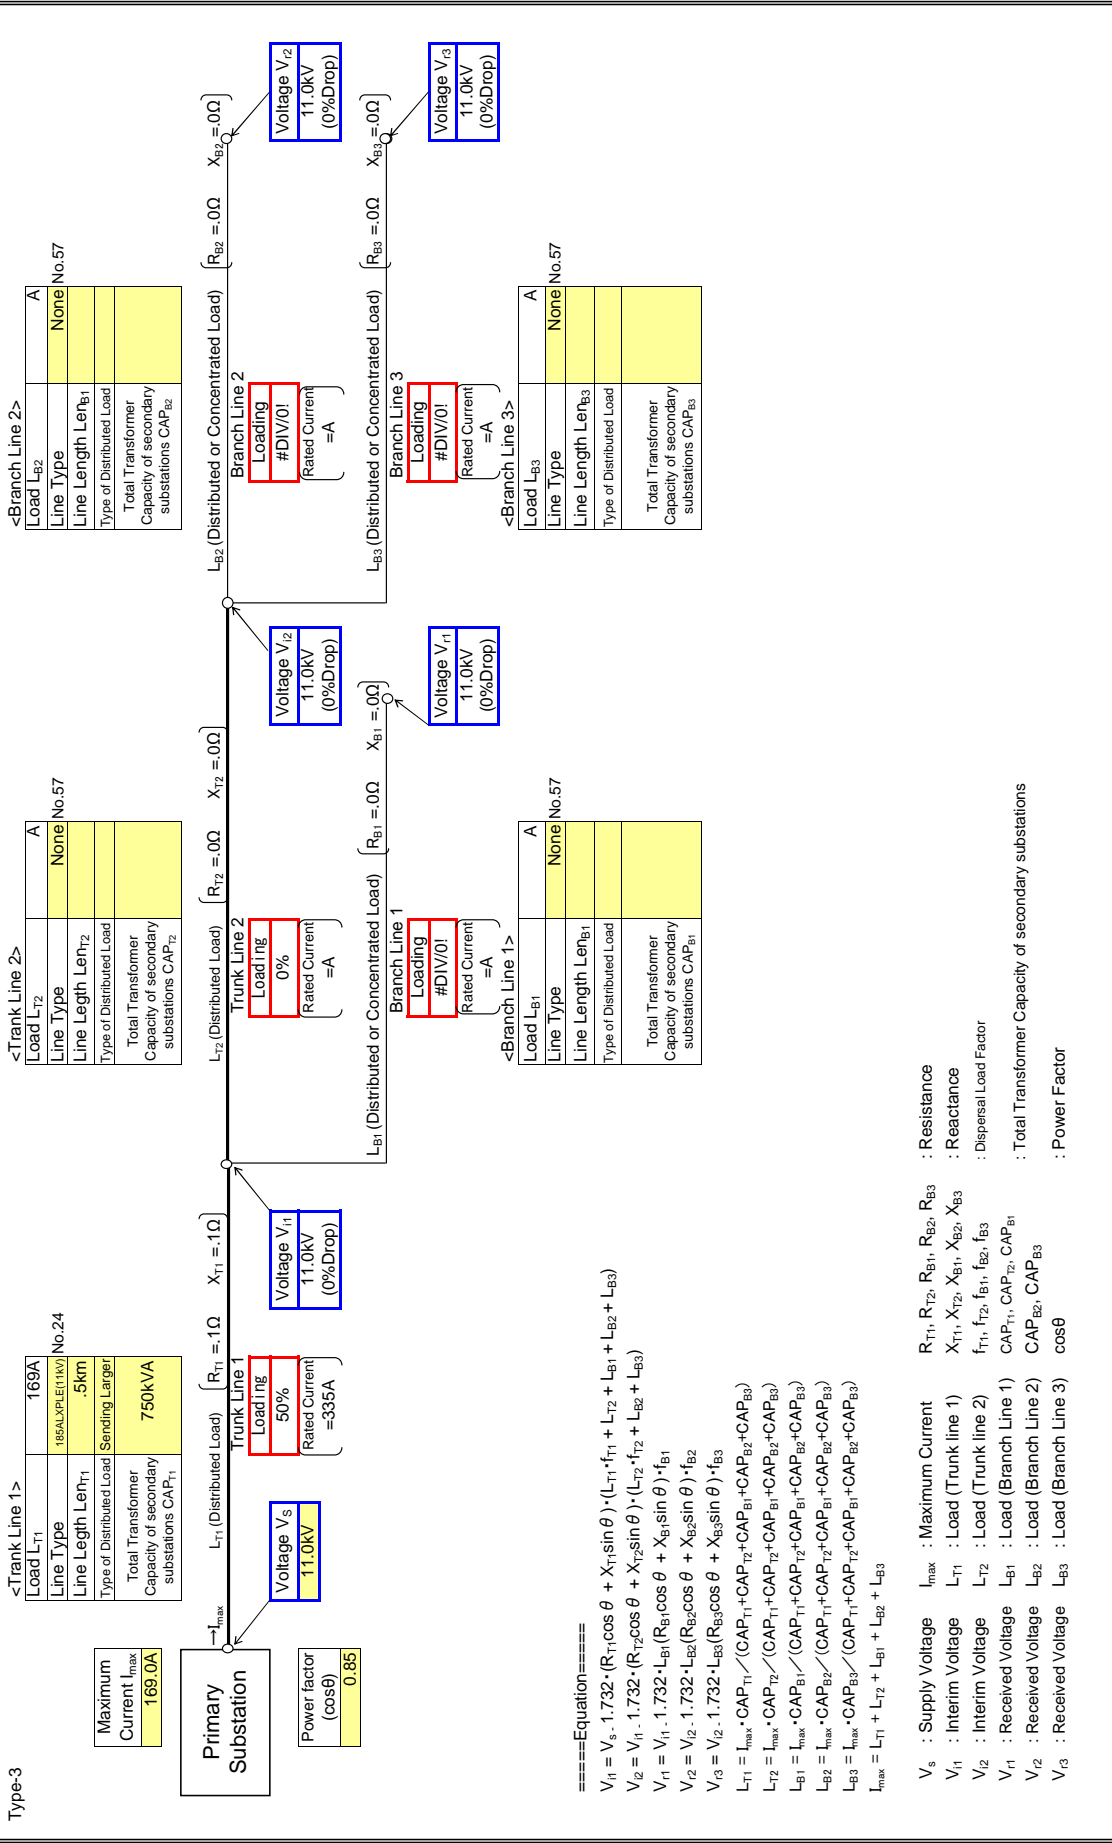 Type-3
Maximum
Current Imax
169.0A
Primary
Substation
→Imax
Power factor
(cosθ)
0.85
Voltage VS
11.0kV
<Trank Line 1>
Load LT1 169A
Line Type 185ALXPLE(11kV) No.24
Line Legth LenT1 .5km
Type of Distributed Load Sending Larger
Total Transformer
Capacity of secondary
substations CAPT1
750kVA
LT1 (Distributed Load)
RT1 =.1Ω XT1 =.1Ω
Trunk Line 1
Loading
50%
Rated Current
=335A
Voltage Vi1
11.0kV
(0%Drop)
<Trank Line 2>
Load LT2 A
Line Type None No.57
Line Length LenT2
Type of Distributed Load
Total Transformer
Capacity of secondary
substations CAPT2
LT2 (Distributed Load)
RT2 =.0Ω XT2 =.0Ω
Trunk Line 2
Loading
0%
Rated Current
=A
Voltage Vi2
11.0kV
(0%Drop)
LB1 (Distributed or Concentrated Load)
RB1 =.0Ω XB1 =.0Ω
Branch Line 1
Loading
#DIV/0!
Rated Current
=A
Voltage Vr1
11.0kV
(0%Drop)
<Branch Line 1>
Load LB1 A
Line Type None No.57
Line Length LenB1
Type of Distributed Load
Total Transformer
Capacity of secondary
substations CAPB1
<Branch Line 2>
Load LB2 A
Line Type None No.57
Line Length LenB1
Type of Distributed Load
Total Transformer
Capacity of secondary
substations CAPB2
LB2 (Distributed or Concentrated Load)
RB2 =.0Ω XB2 =.0Ω
Branch Line 2
Loading
#DIV/0!
Rated Current
=A
Voltage Vr2
11.0kV
(0%Drop)
LB3 (Distributed or Concentrated Load)
RB3 =.0Ω XB3 =.0Ω
Branch Line 3
Loading
#DIV/0!
Rated Current
=A
Voltage Vr3
11.0kV
(0%Drop)
<Branch Line 3>
Load LB3 A
Line Type None No.57
Line Length LenB3
Type of Distributed Load
Total Transformer
Capacity of secondary
substations CAPB3
=====Equation=====
Vi1 = Vs - 1.732・(RT1cos θ + XT1sin θ)・(LT1・fT1 + LT2 + LB1 + LB2 + LB3)
Vi2 = Vi1 - 1.732・(RT2cos θ + XT2sin θ)・(LT2・fT2 + LB2 + LB3)
Vr1 = Vi1 - 1.732・LB1(RB1cos θ + XB1sin θ)・fB1
Vr2 = Vi2 - 1.732・LB2(RB2cos θ + XB2sin θ)・fB2
Vr3 = Vi2 - 1.732・LB3(RB3cos θ + XB3sin θ)・fB3
LT1 = Imax・CAPT1／(CAPT1+CAPT2+CAPB1+CAPB2+CAPB3)
LT2 = Imax・CAPT2／(CAPT1+CAPT2+CAPB1+CAPB2+CAPB3)
LB1 = Imax・CAPB1／(CAPT1+CAPT2+CAPB1+CAPB2+CAPB3)
LB2 = Imax・CAPB2／(CAPT1+CAPT2+CAPB1+CAPB2+CAPB3)
LB3 = Imax・CAPB3／(CAPT1+CAPT2+CAPB1+CAPB2+CAPB3)
Imax = LT1 + LT2 + LB1 + LB2 + LB3
Vs : Supply Voltage Imax : Maximum Current RT1, RT2, RB1, RB2, RB3 : Resistance
Vi1 : Interim Voltage LT1 : Load (Trunk line 1) XT1, XT2, XB1, XB2, XB3 : Reactance
Vi2 : Interim Voltage LT2 : Load (Trunk line 2) fT1, fT2, fB1, fB2, fB3 : Dispersal Load Factor
Vr1 : Received Voltage LB1 : Load (Branch Line 1) CAPT1, CAPT2, CAPB1
Vr2 : Received Voltage LB2 : Load (Branch Line 2) CAPB2, CAPB3 : Total Transformer Capacity of secondary substations
Vr3 : Received Voltage LB3 : Load (Branch Line 3) cosθ : Power Factor